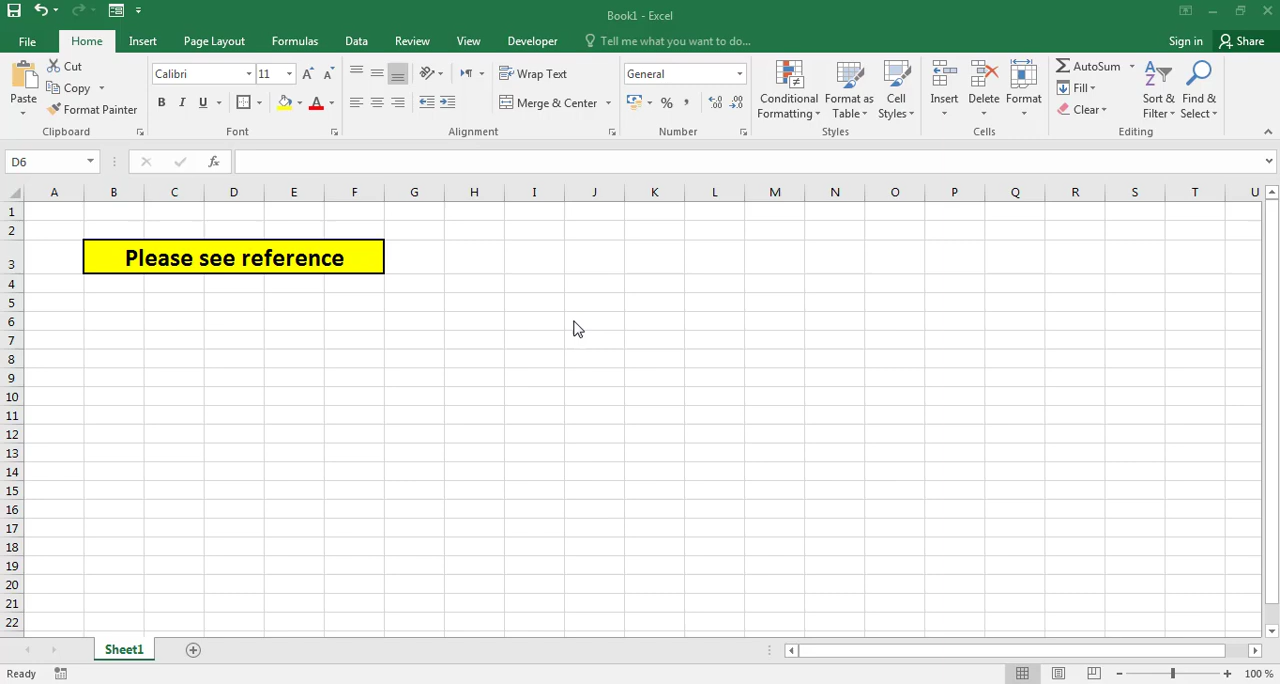 Book1 - Excel
File Home Insert Page Layout Formulas Data Review View Developer Tell me what you want to do... Sign in Share
Paste Cut Copy Format Painter
Calibri 11
B I U A
Wrap Text
Merge & Center
General
% ,
Conditional Formatting
Format as Table
Cell Styles
Insert Delete Format
AutoSum Fill Clear
Sort & Filter
Find & Select
Clipboard Font Alignment Number Styles Cells Editing
D6 fx
A B C D E F G H I J K L M N O P Q R S T U
1
2
3 Please see reference
4
5
6
7
8
9
10
11
12
13
14
15
16
17
18
19
20
21
22
Sheet1
Ready 100 %